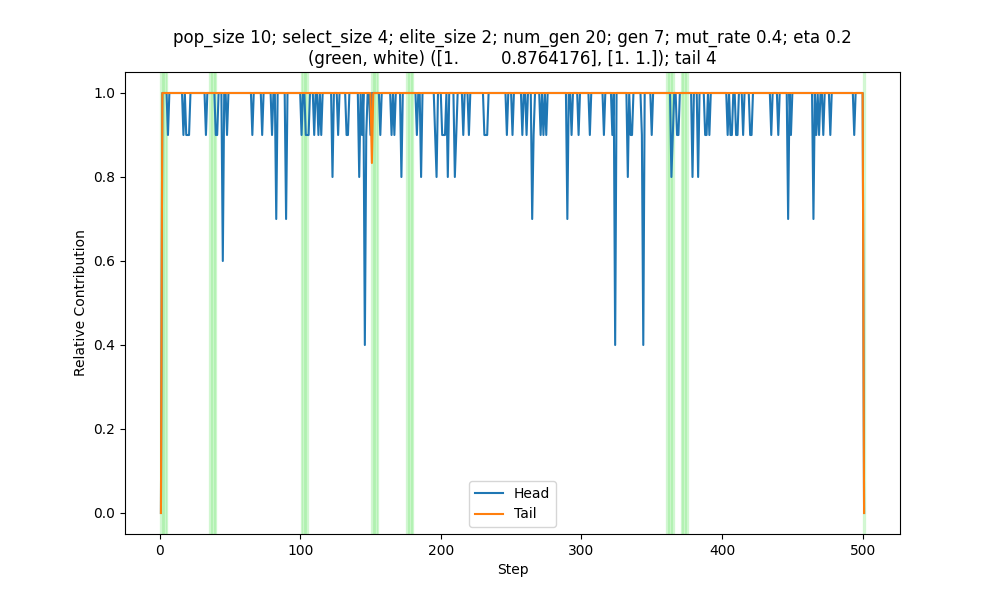 pop_size 10; select_size 4; elite_size 2; num_gen 20; gen 7; mut_rate 0.4; eta 0.2
(green, white) ([1.        0.8764176], [1. 1.]); tail 4
1.0
0.8
0.6
0.4
0.2
0.0
Relative Contribution
Head
Tail
0
100
200
300
400
500
Step